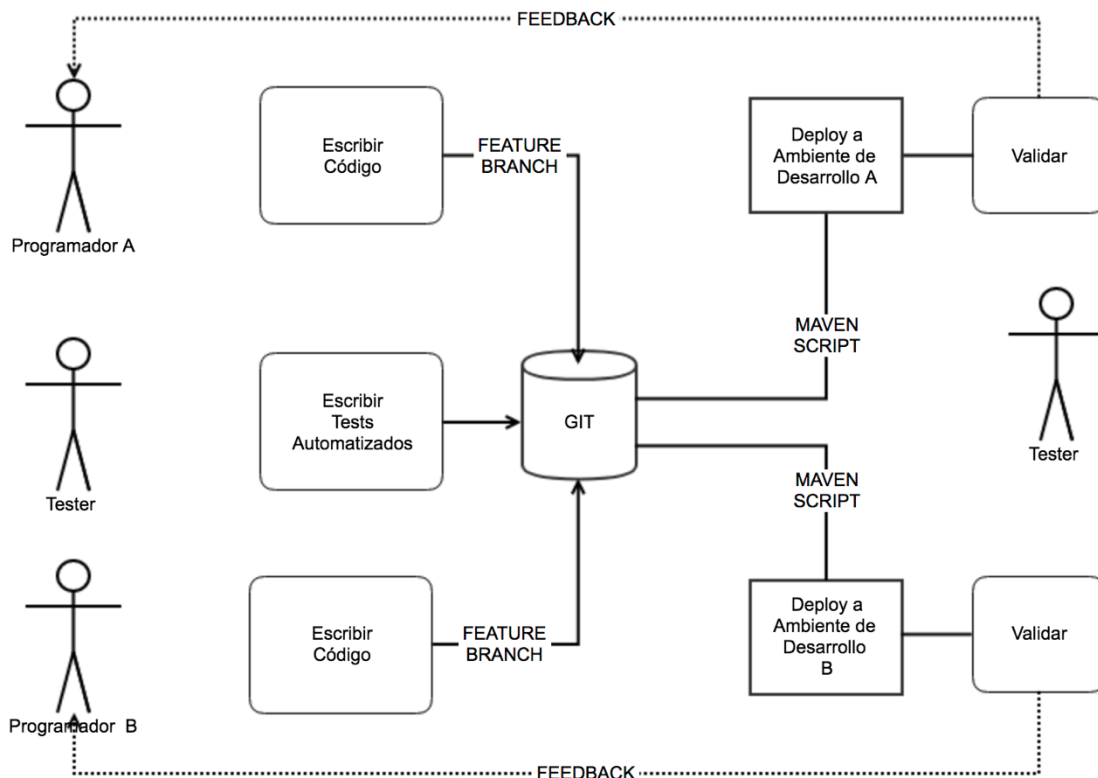 FEEDBACK
Escribir
Código
FEATURE
BRANCH
Deploy a
Ambiente de
Desarrollo A
Validar
Programador A
MAVEN
SCRIPT
Escribir
Tests
Automatizados
GIT
Tester
Tester
MAVEN
SCRIPT
Escribir
Código
FEATURE
BRANCH
Deploy a
Ambiente de
Desarrollo
B
Validar
Programador B
FEEDBACK